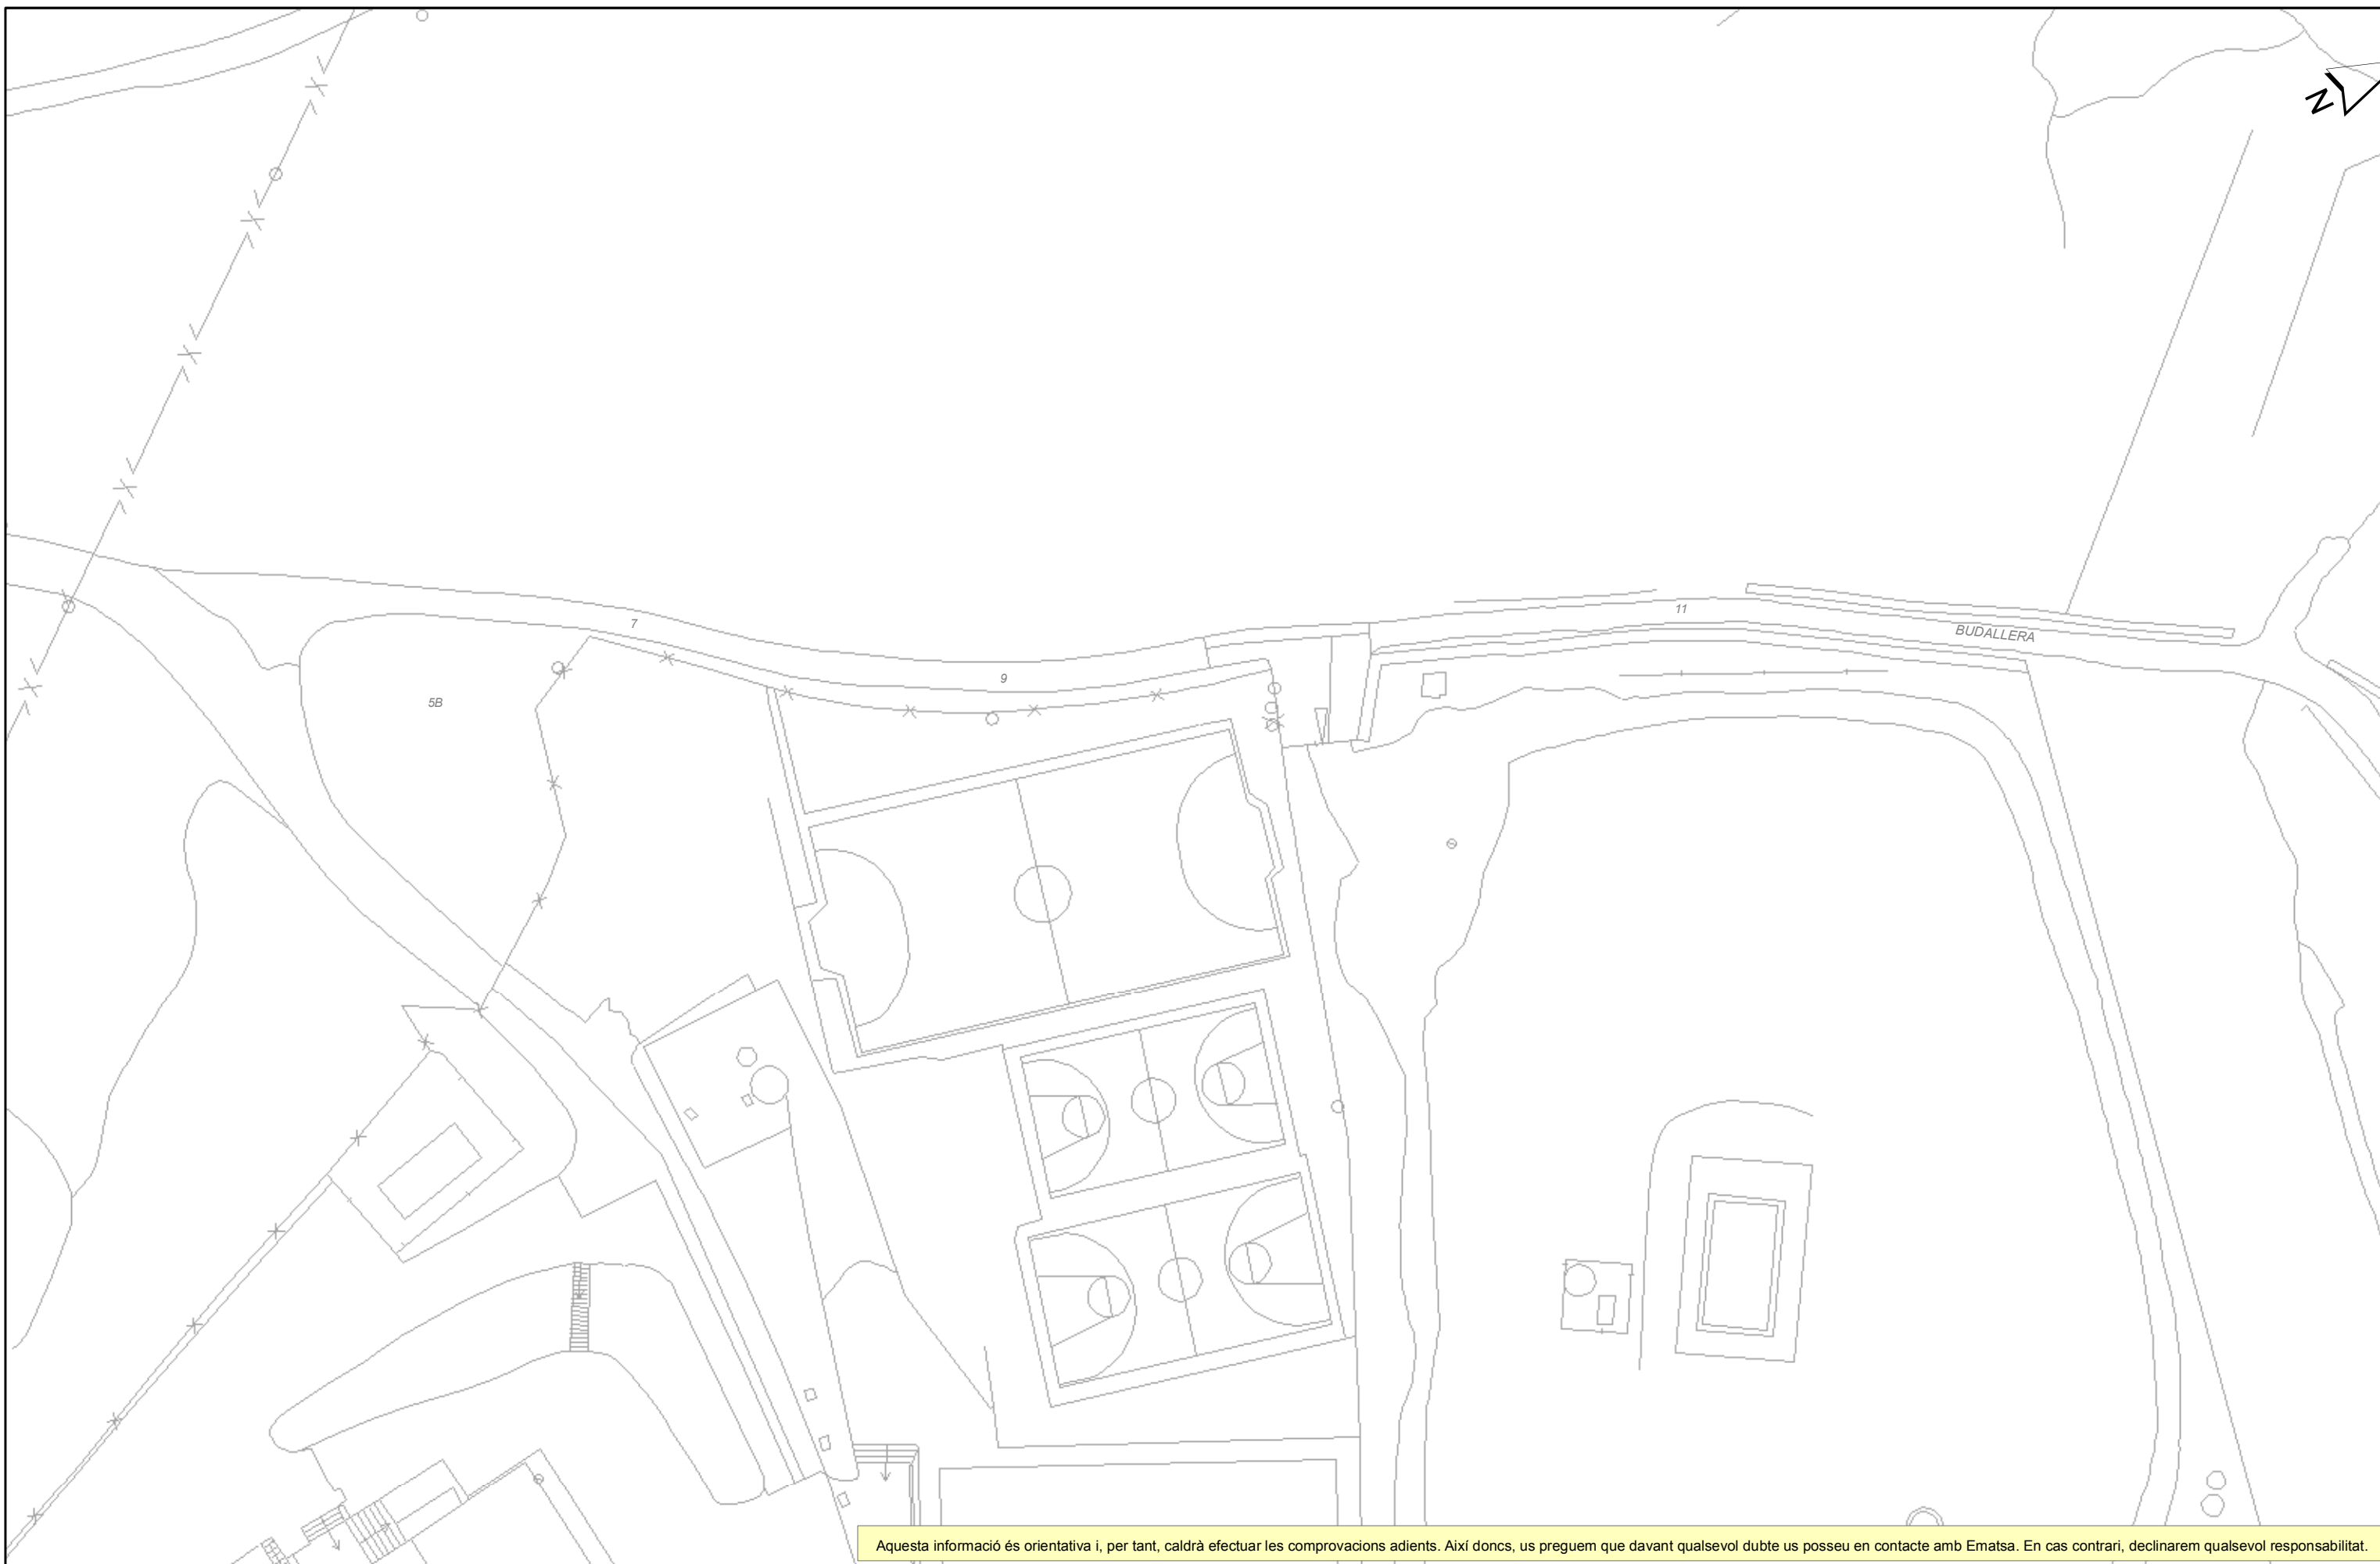 N
7
11
BUDALLERA
9
5B
Aquesta informació és orientativa i, per tant, caldrà efectuar les comprovacions adients. Així doncs, us preguem que davant qualsevol dubte us posseu en contacte amb Ematsa. En cas contrari, declinarem qualsevol responsabilitat.